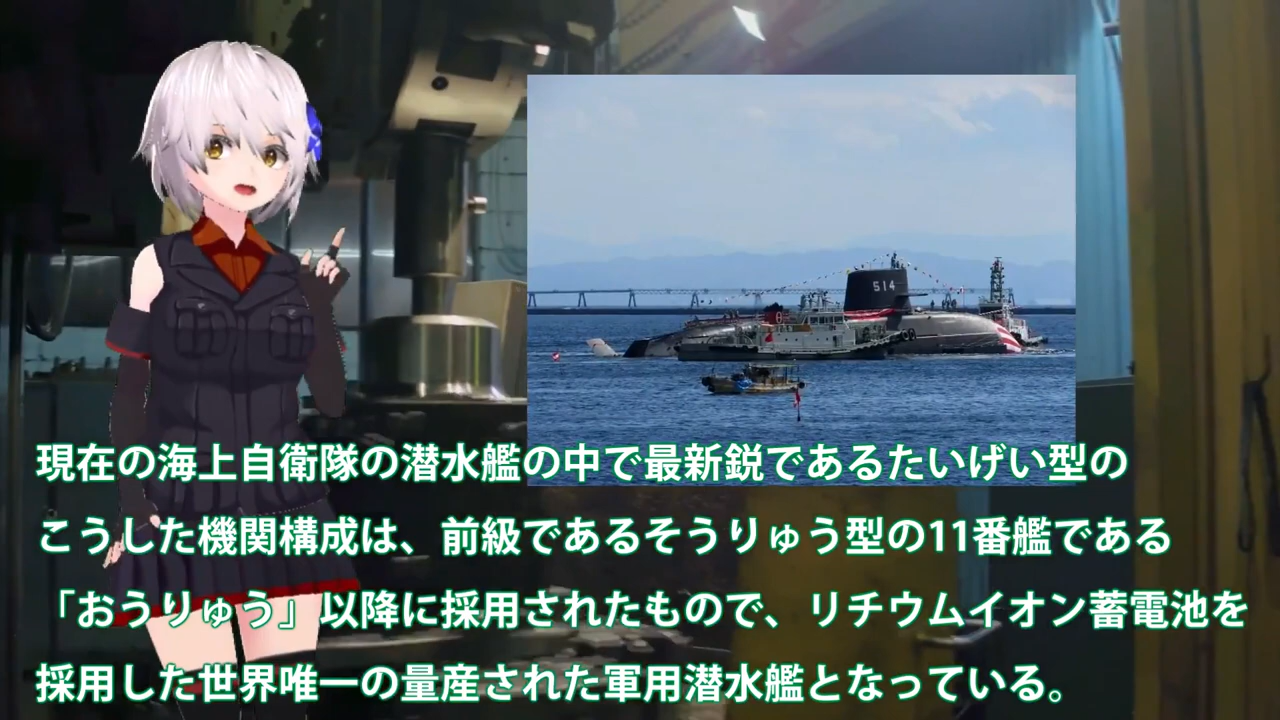 514
現在の海上自衛隊の潜水艦の中で最新鋭であるたいげい型の
こうした機関構成は、前級であるそうりゅう型の11番艦である
「おうりゅう」以降に採用されたもので、リチウムイオン蓄電池を
採用した世界唯一の量産された軍用潜水艦となっている。